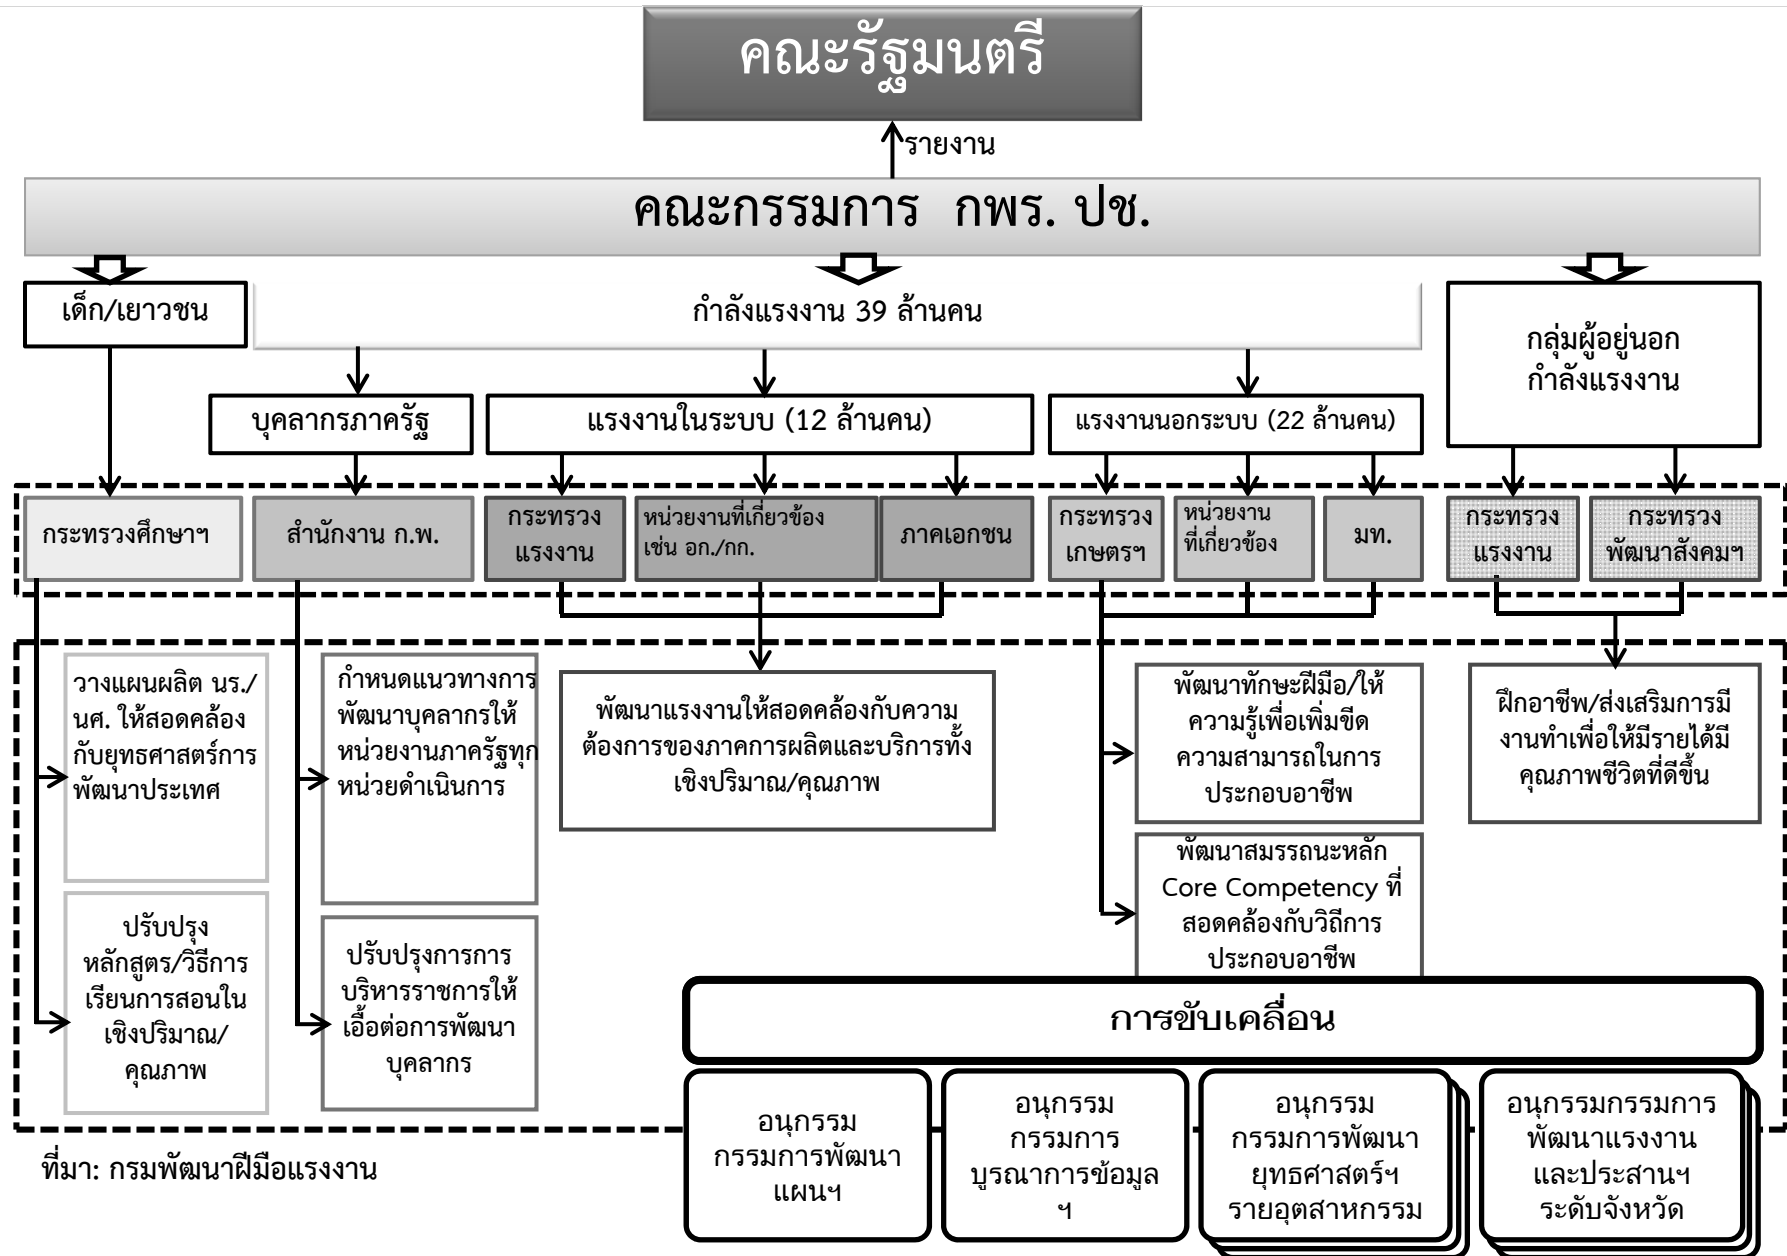 คณะรัฐมนตรี
รายงาน
คณะกรรมการ กพร. ปช.
เด็ก/เยาวชน
กำลังแรงงาน 39 ล้านคน
กลุ่มผู้อยู่นอก
กำลังแรงงาน
บุคลากรภาครัฐ
แรงงานในระบบ (12 ล้านคน)
แรงงานนอกระบบ (22 ล้านคน)
กระทรวงศึกษาฯ
สำนักงาน ก.พ.
กระทรวง
แรงงาน
หน่วยงานที่เกี่ยวข้อง
เช่น อก./กก.
ภาคเอกชน
กระทรวง
เกษตรฯ
หน่วยงาน
ที่เกี่ยวข้อง
มท.
กระทรวง
แรงงาน
กระทรวง
พัฒนาสังคมฯ
วางแผนผลิต นร./
นศ. ให้สอดคล้อง
กับยุทธศาสตร์การ
พัฒนาประเทศ
กำหนดแนวทางการ
พัฒนาบุคลากรให้
หน่วยงานภาครัฐทุก
หน่วยดำเนินการ
พัฒนาแรงงานให้สอดคล้องกับความ
ต้องการของภาคการผลิตและบริการทั้ง
เชิงปริมาณ/คุณภาพ
พัฒนาทักษะฝีมือ/ให้
ความรู้เพื่อเพิ่มขีด
ความสามารถในการ
ประกอบอาชีพ
ฝึกอาชีพ/ส่งเสริมการมี
งานทำเพื่อให้มีรายได้มี
คุณภาพชีวิตที่ดีขึ้น
พัฒนาสมรรถนะหลัก
Core Competency ที่
สอดคล้องกับวิถีการ
ประกอบอาชีพ
ปรับปรุง
หลักสูตร/วิธีการ
เรียนการสอนใน
เชิงปริมาณ/
คุณภาพ
ปรับปรุงการการ
บริหารราชการให้
เอื้อต่อการพัฒนา
บุคลากร
การขับเคลื่อน
อนุกรรม
กรรมการพัฒนา
แผนฯ
อนุกรรม
กรรมการ
บูรณาการข้อมูล
ฯ
อนุกรรม
กรรมการพัฒนา
ยุทธศาสตร์ฯ
รายอุตสาหกรรม
อนุกรรมกรรมการ
พัฒนาแรงงาน
และประสานฯ
ระดับจังหวัด
ที่มา: กรมพัฒนาฝีมือแรงงาน